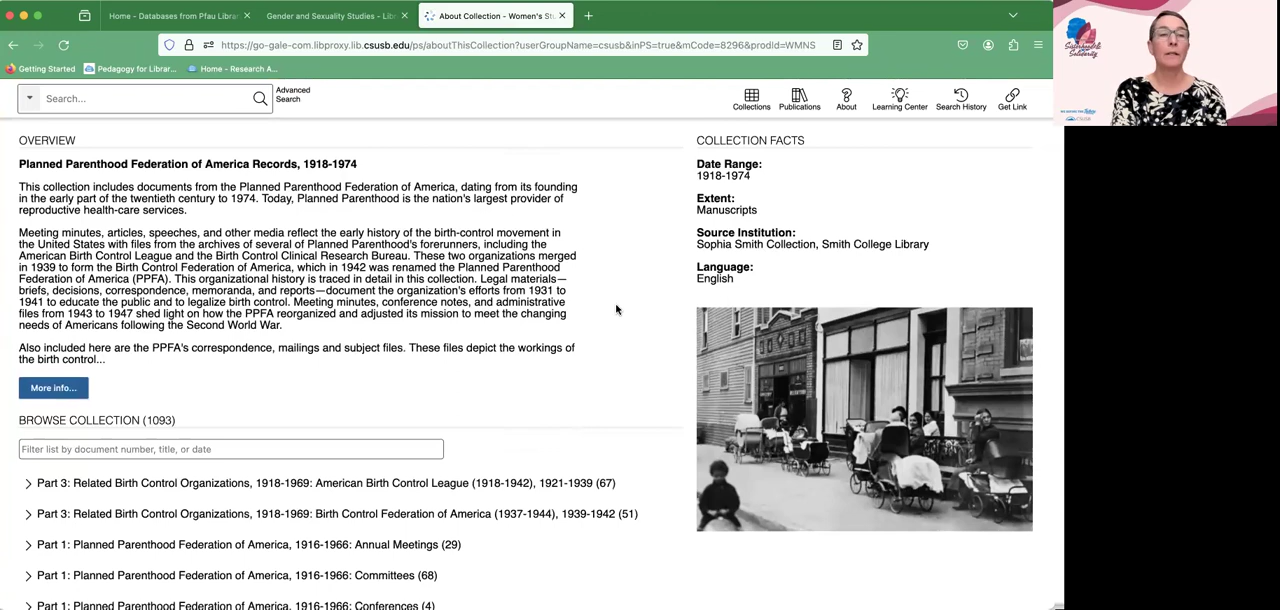 Home - Databases from Pfau Librar
Gender and Sexuality Studies - Libr
About Collection - Women's Stu
https://go-gale-com.libproxy.lib.csusb.edu/ps/aboutThisCollection?userGroupName=csusb&inPS=true&mCode=8296&prodId=WMNS
Getting Started
Pedagogy for Librar...
Home - Research A...
Search...
Advanced
Search
Collections
Publications
About
Learning Center
Search History
Get Link
Sisterhood &
Solidarity
CSUSB
OVERVIEW
Planned Parenthood Federation of America Records, 1918-1974
This collection includes documents from the Planned Parenthood Federation of America, dating from its founding
in the early part of the twentieth century to 1974. Today, Planned Parenthood is the nation's largest provider of
reproductive health-care services.
Meeting minutes, articles, speeches, and other media reflect the early history of the birth-control movement in
the United States with files from the archives of several of Planned Parenthood's forerunners, including the
American Birth Control League and the Birth Control Clinical Research Bureau. These two organizations merged
in 1939 to form the Birth Control Federation of America, which in 1942 was renamed the Planned Parenthood
Federation of America (PPFA). This organizational history is traced in detail in this collection. Legal materials—
briefs, decisions, correspondence, memoranda, and reports—document the organization's efforts from 1931 to
1941 to educate the public and to legalize birth control. Meeting minutes, conference notes, and administrative
files from 1943 to 1947 shed light on how the PPFA reorganized and adjusted its mission to meet the changing
needs of Americans following the Second World War.
Also included here are the PPFA's correspondence, mailings and subject files. These files depict the workings of
the birth control...
More info...
BROWSE COLLECTION (1093)
Filter list by document number, title, or date
Part 3: Related Birth Control Organizations, 1918-1969: American Birth Control League (1918-1942), 1921-1939 (67)
Part 3: Related Birth Control Organizations, 1918-1969: Birth Control Federation of America (1937-1944), 1939-1942 (51)
Part 1: Planned Parenthood Federation of America, 1916-1966: Annual Meetings (29)
Part 1: Planned Parenthood Federation of America, 1916-1966: Committees (68)
Part 1: Planned Parenthood Federation of America, 1916-1966: Conferences (4)
COLLECTION FACTS
Date Range:
1918-1974
Extent:
Manuscripts
Source Institution:
Sophia Smith Collection, Smith College Library
Language:
English